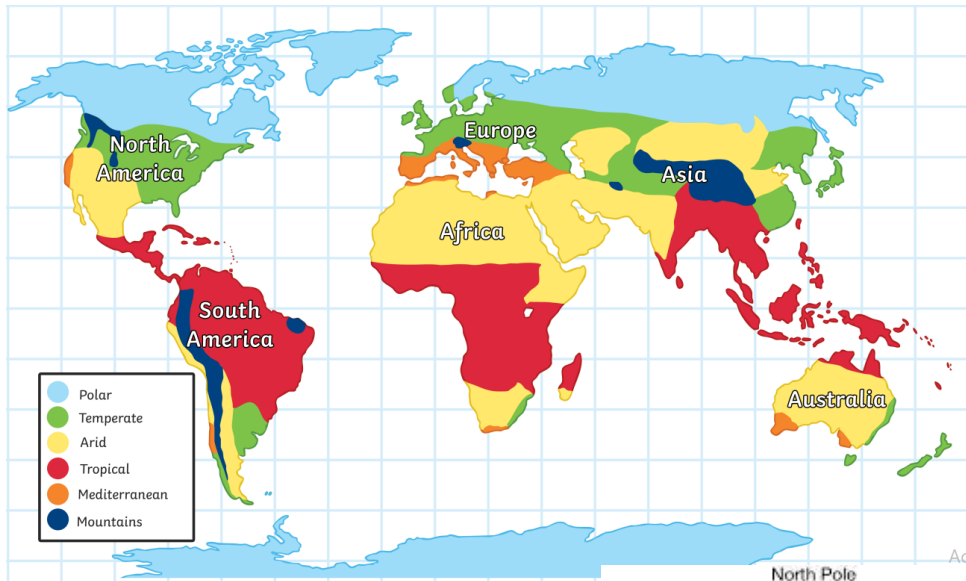 North
America
Europe
Asia
Africa
South
America
Australia
Polar
Temperate
Arid
Tropical
Mediterranean
Mountains
North Pole